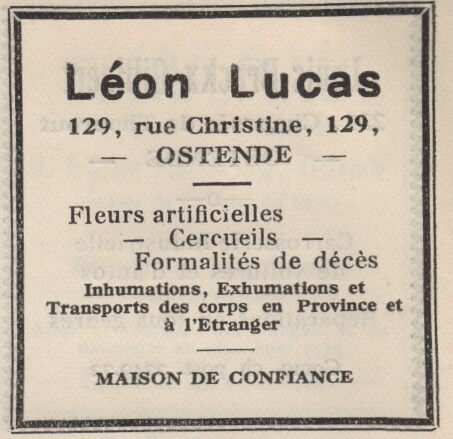 Léon Lucas
129, rue Christine, 129,
— OSTENDE —
Fleurs artificielles
— Cercueils —
Formalités de décès
Inhumations, Exhumations et
Transports des corps en Province et
à l'Etranger
MAISON DE CONFIANCE